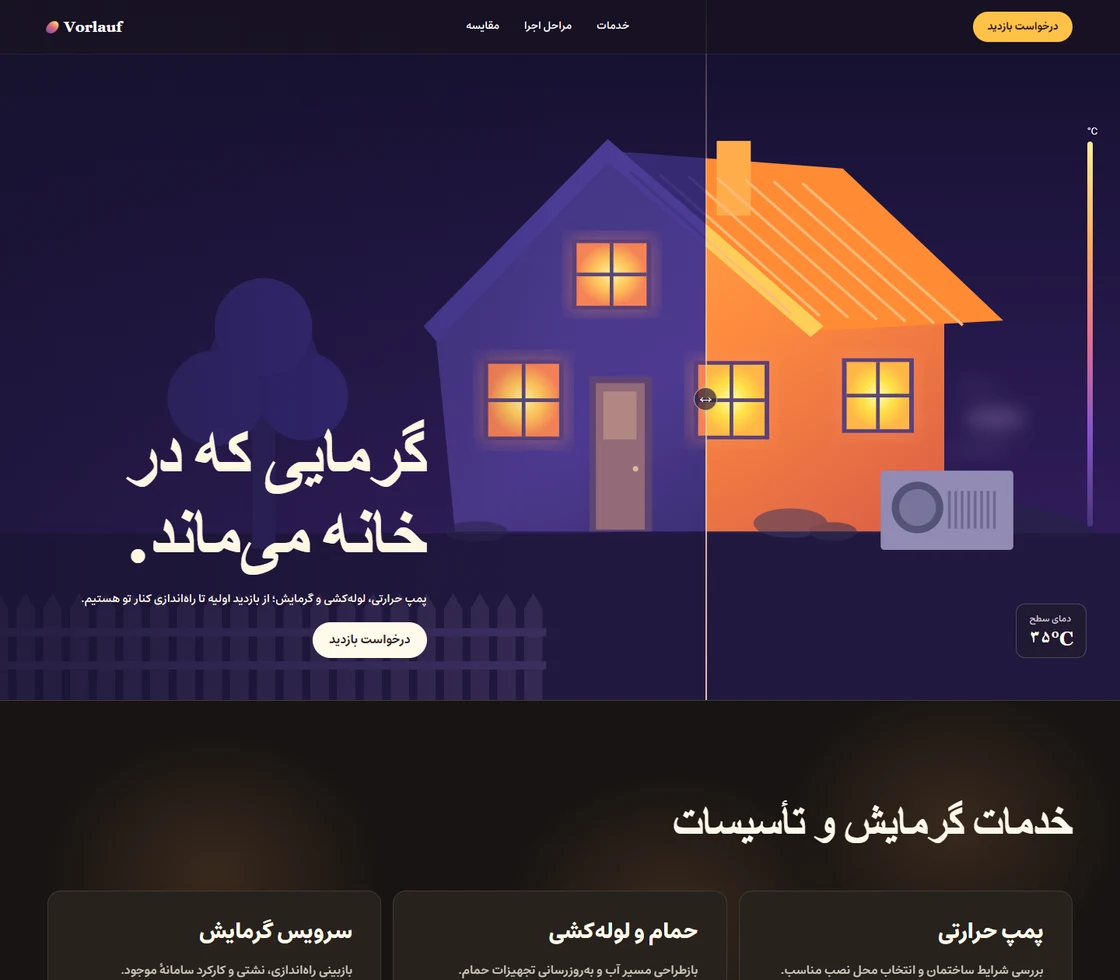 درخواست بازدید
خدمات
مراحل اجرا
مقایسه
Vorlauf
°C
گرمایی که در
خانه می‌ماند.
پمپ حرارتی، لوله‌کشی و گرمایش؛ از بازدید اولیه تا راه‌اندازی کنار تو هستیم.
درخواست بازدید
دمای سطح
۳۵°C
خدمات گرمایش و تأسیسات
پمپ حرارتی
بررسی شرایط ساختمان و انتخاب محل نصب مناسب.
حمام و لوله‌کشی
بازطراحی مسیر آب و به‌روزرسانی تجهیزات حمام.
سرویس گرمایش
بازبینی راه‌اندازی، نشتی و کارکرد سامانهٔ موجود.